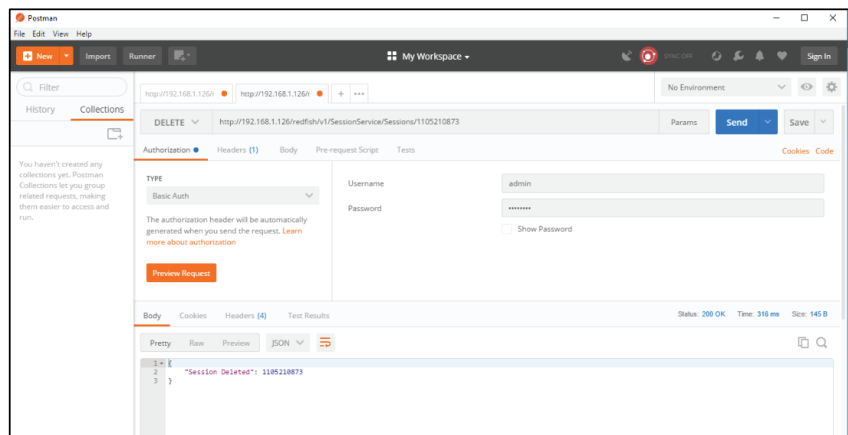 Postman
File Edit View Help
New Import Runner My Workspace SYNC OFF Sign In
Filter
History Collections
You haven't created any
collections yet. Postman
Collections let you group
related requests, making
them easier to access and
run.
http://192.168.1.126/r http://192.168.1.126/r + ••• No Environment
DELETE http://192.168.1.126/redfish/v1/SessionService/Sessions/1105210873 Params Send Save
Authorization Headers (1) Body Pre-request Script Tests Cookies Code
TYPE
Basic Auth
The authorization header will be automatically
generated when you send the request. Learn
more about authorization
Preview Request
Username admin
Password ••••••••
Show Password
Body Cookies Headers (4) Test Results Status: 200 OK Time: 316 ms Size: 145 B
Pretty Raw Preview JSON
1 {
2 "Session Deleted": 1105210873
3 }